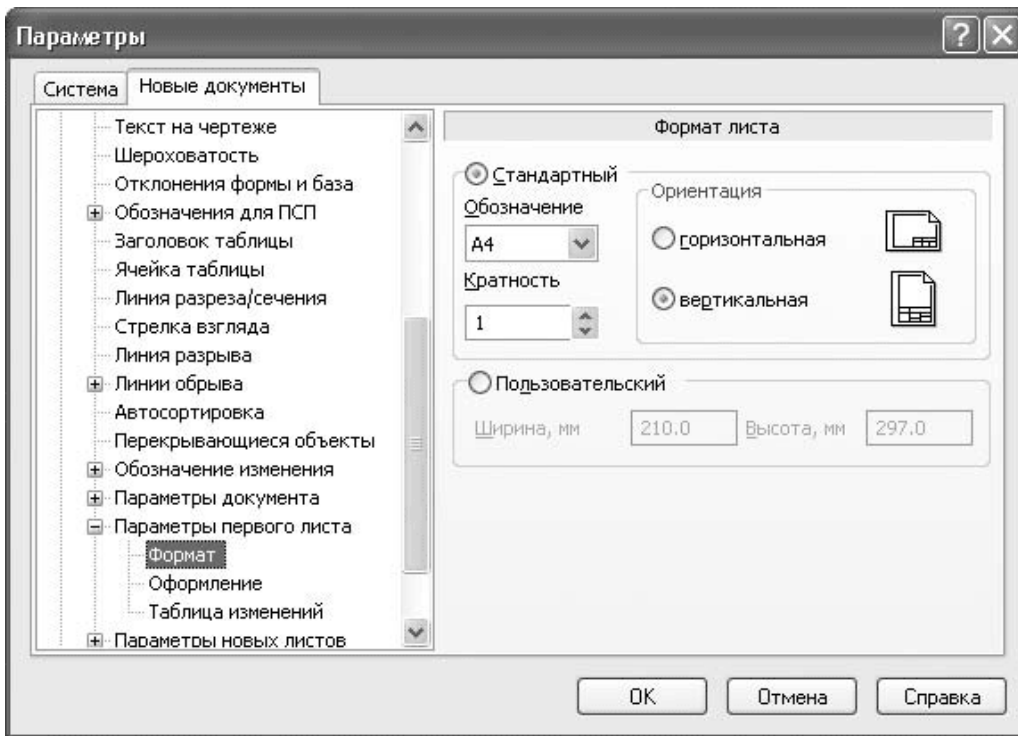 Параметры
Система
Новые документы
Текст на чертеже
Шероховатость
Отклонения формы и база
Обозначения для ПСП
Заголовок таблицы
Ячейка таблицы
Линия разреза/сечения
Стрелка взгляда
Линия разрыва
Линии обрыва
Автосортировка
Перекрывающиеся объекты
Обозначение изменения
Параметры документа
Параметры первого листа
Формат
Оформление
Таблица изменений
Параметры новых листов
Формат листа
Стандартный
Обозначение
A4
Кратность
1
Ориентация
горизонтальная
вертикальная
Пользовательский
Ширина, мм 210.0 Высота, мм 297.0
OK Отмена Справка